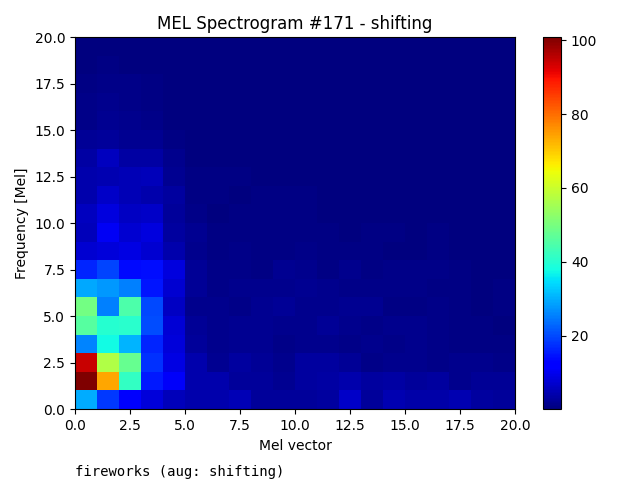 MEL Spectrogram #171 - shifting
20.0
17.5
15.0
12.5
10.0
7.5
5.0
2.5
0.0
Frequency [Mel]
0.0 2.5 5.0 7.5 10.0 12.5 15.0 17.5 20.0
Mel vector
100
80
60
40
20
fireworks (aug: shifting)